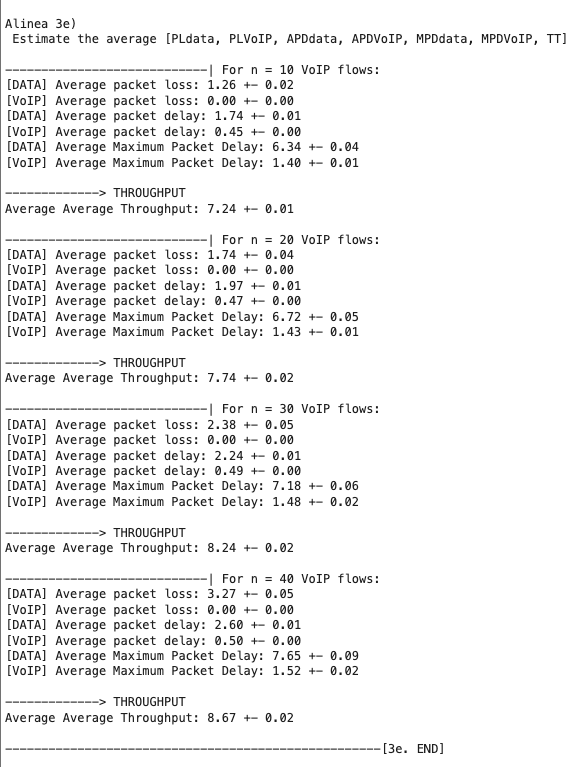 Alinea 3e)
Estimate the average [PLdata, PLVoIP, APDdata, APDVoIP, MPDdata, MPDVoIP, TT]
----------------------------| For n = 10 VoIP flows:
[DATA] Average packet loss: 1.26 +- 0.02
[VoIP] Average packet loss: 0.00 +- 0.00
[DATA] Average packet delay: 1.74 +- 0.01
[VoIP] Average packet delay: 0.45 +- 0.00
[DATA] Average Maximum Packet Delay: 6.34 +- 0.04
[VoIP] Average Maximum Packet Delay: 1.40 +- 0.01
-------------> THROUGHPUT
Average Average Throughput: 7.24 +- 0.01
----------------------------| For n = 20 VoIP flows:
[DATA] Average packet loss: 1.74 +- 0.04
[VoIP] Average packet loss: 0.00 +- 0.00
[DATA] Average packet delay: 1.97 +- 0.01
[VoIP] Average packet delay: 0.47 +- 0.00
[DATA] Average Maximum Packet Delay: 6.72 +- 0.05
[VoIP] Average Maximum Packet Delay: 1.43 +- 0.01
-------------> THROUGHPUT
Average Average Throughput: 7.74 +- 0.02
----------------------------| For n = 30 VoIP flows:
[DATA] Average packet loss: 2.38 +- 0.05
[VoIP] Average packet loss: 0.00 +- 0.00
[DATA] Average packet delay: 2.24 +- 0.01
[VoIP] Average packet delay: 0.49 +- 0.00
[DATA] Average Maximum Packet Delay: 7.18 +- 0.06
[VoIP] Average Maximum Packet Delay: 1.48 +- 0.02
-------------> THROUGHPUT
Average Average Throughput: 8.24 +- 0.02
----------------------------| For n = 40 VoIP flows:
[DATA] Average packet loss: 3.27 +- 0.05
[VoIP] Average packet loss: 0.00 +- 0.00
[DATA] Average packet delay: 2.60 +- 0.01
[VoIP] Average packet delay: 0.50 +- 0.00
[DATA] Average Maximum Packet Delay: 7.65 +- 0.09
[VoIP] Average Maximum Packet Delay: 1.52 +- 0.02
-------------> THROUGHPUT
Average Average Throughput: 8.67 +- 0.02
----------------------------------------------------[3e. END]